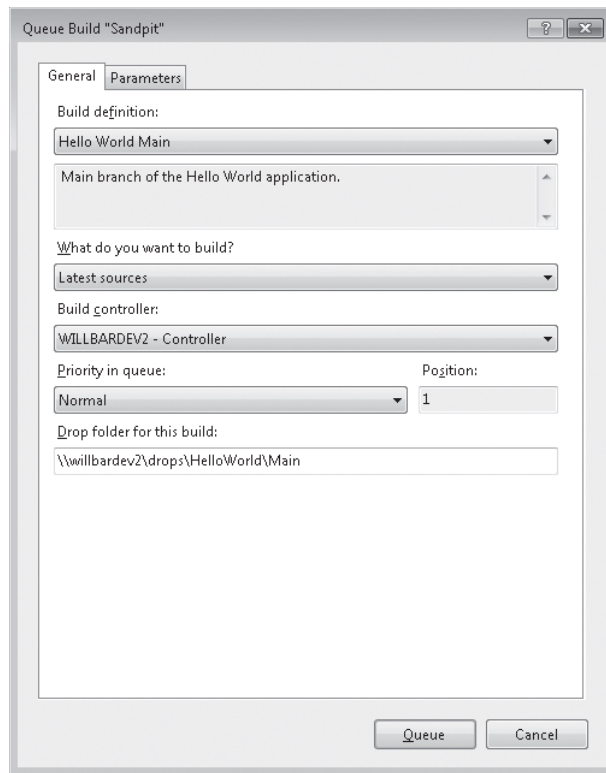 Queue Build "Sandpit"
General
Parameters
Build definition:
Hello World Main
Main branch of the Hello World application.
What do you want to build?
Latest sources
Build controller:
WILLBARDEV2 - Controller
Priority in queue:
Position:
Normal
1
Drop folder for this build:
\\willbardev2\drops\HelloWorld\Main
Queue
Cancel